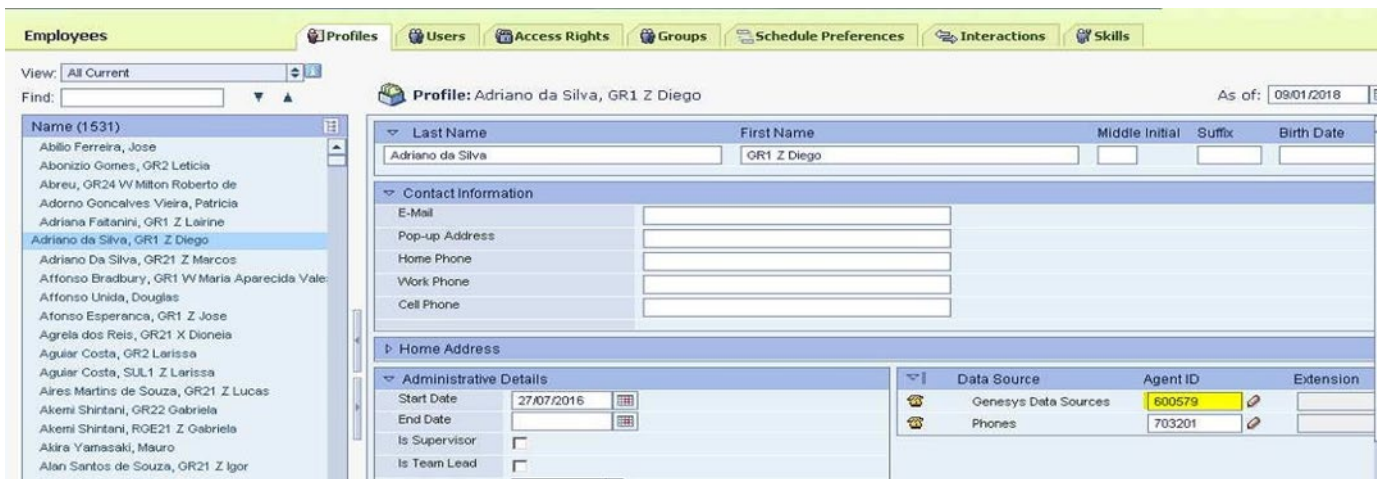 Employees Profiles Users Access Rights Groups Schedule Preferences Interactions Skills
View: All Current
Find:
Profile: Adriano da Silva, GR1 Z Diego As of: 09/01/2018
Name (1531)
Abilio Ferreira, Jose
Abonizio Gomes, GR2 Leticia
Abreu, GR24 W Milton Roberto de
Adorno Goncalves Vieira, Patricia
Adriana Faitanini, GR1 Z Lairine
Adriano da Silva, GR1 Z Diego
Adriano Da Silva, GR21 Z Marcos
Affonso Bradbury, GR1 W Maria Aparecida Vale
Affonso Unida, Douglas
Afonso Esperanca, GR1 Z Jose
Agrela dos Reis, GR21 X Dioneia
Aguiar Costa, GR2 Larissa
Aguiar Costa, SUL1 Z Larissa
Aires Martins de Souza, GR21 Z Lucas
Akemi Shintani, GR22 Gabriela
Akemi Shintani, RGE21 Z Gabriela
Akira Yamasaki, Mauro
Alan Santos de Souza, GR21 Z Igor
Last Name First Name Middle Initial Suffix Birth Date
Adriano da Silva GR1 Z Diego
Contact Information
E-Mail
Pop-up Address
Home Phone
Work Phone
Cell Phone
Home Address
Administrative Details
Start Date 27/07/2016
End Date
Is Supervisor
Is Team Lead
Data Source Agent ID Extension
Genesys Data Sources 600579
Phones 703201